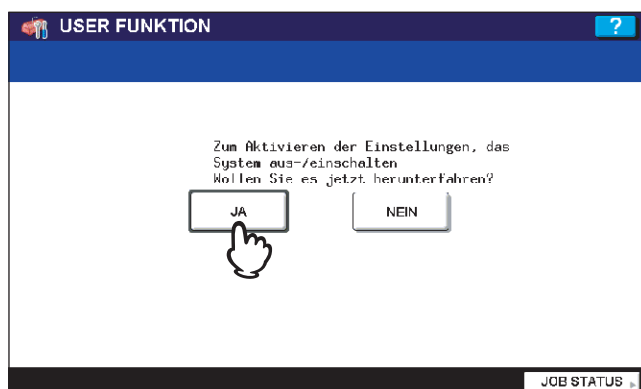 USER FUNKTION
?
Zum Aktivieren der Einstellungen, das
System aus-/einschalten
Wollen Sie es jetzt herunterfahren?
JA
NEIN
JOB STATUS